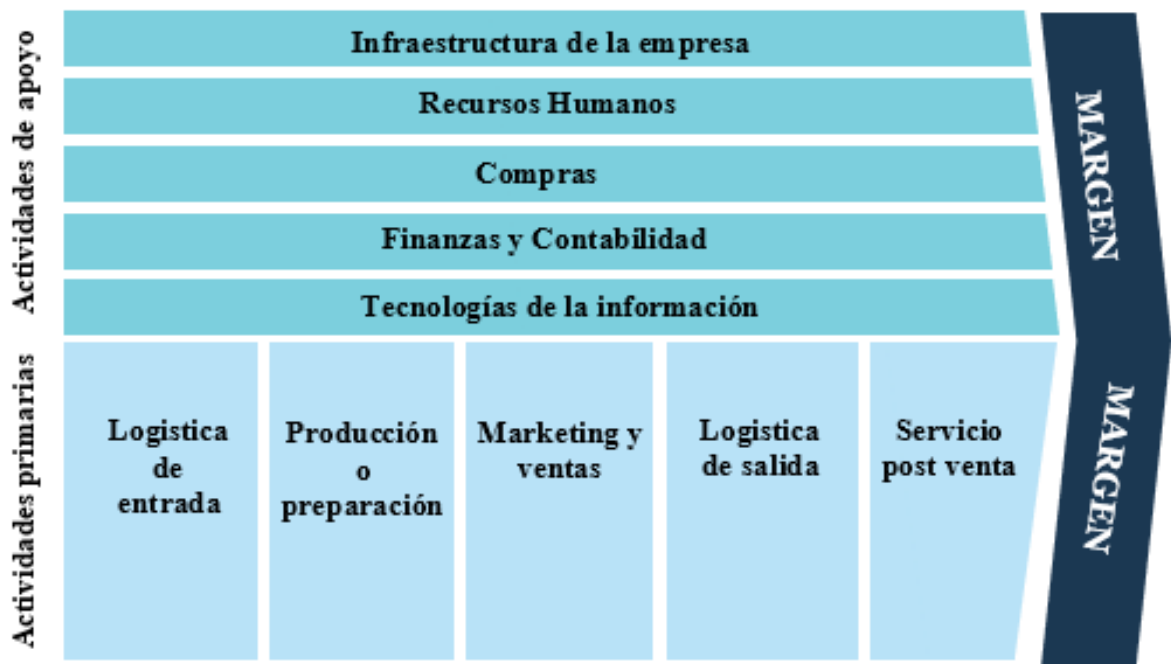 Actividades de apoyo
Infraestructura de la empresa
Recursos Humanos
Compras
Finanzas y Contabilidad
Tecnologías de la información
MARGEN
Actividades primarias
Logistica
de
entrada
Producción
o
preparación
Marketing y
ventas
Logistica
de salida
Servicio
post venta
MARGEN